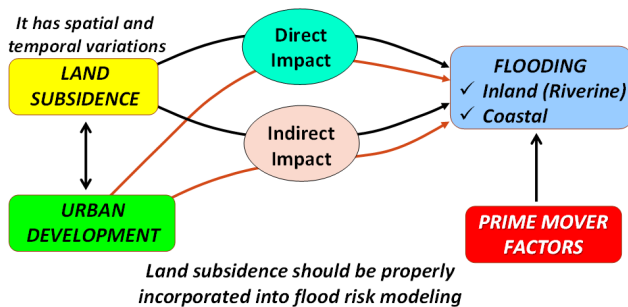 It has spatial and
temporal variations
LAND
SUBSIDENCE
Direct
Impact
FLOODING
✓ Inland (Riverine)
✓ Coastal
Indirect
Impact
URBAN
DEVELOPMENT
PRIME MOVER
FACTORS
Land subsidence should be properly
incorporated into flood risk modeling